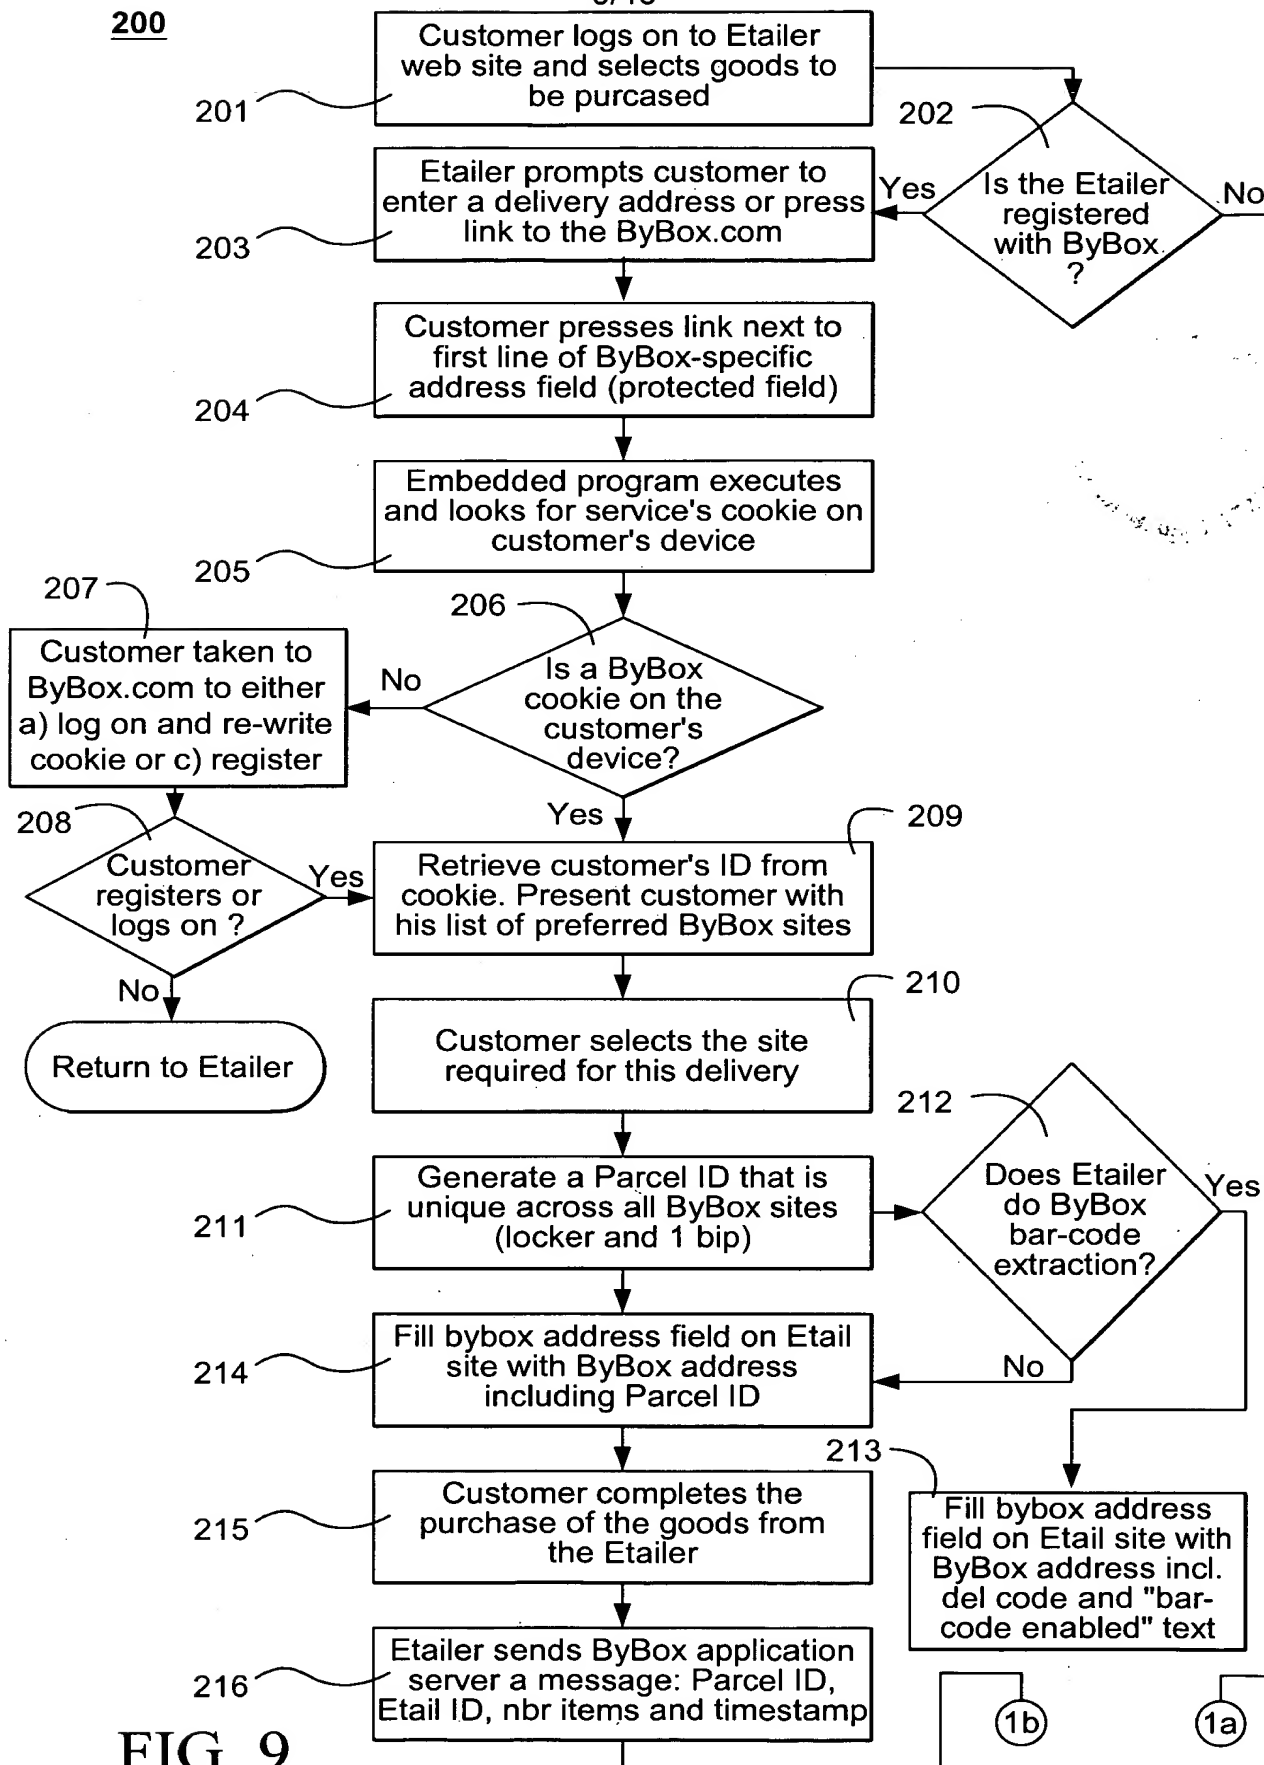 200
Customer logs on to Etailer
web site and selects goods to
be purcased
201
202
Is the Etailer
registered
with ByBox
?
Yes
No
Etailer prompts customer to
enter a delivery address or press
link to the ByBox.com
203
Customer presses link next to
first line of ByBox-specific
address field (protected field)
204
Embedded program executes
and looks for service's cookie on
customer's device
205
206
Is a ByBox
cookie on the
customer's
device?
No
Yes
207
Customer taken to
ByBox.com to either
a) log on and re-write
cookie or c) register
208
Customer
registers or
logs on ?
Yes
No
Return to Etailer
209
Retrieve customer's ID from
cookie. Present customer with
his list of preferred ByBox sites
210
Customer selects the site
required for this delivery
Generate a Parcel ID that is
unique across all ByBox sites
(locker and 1 bip)
211
212
Does Etailer
do ByBox
bar-code
extraction?
Yes
No
Fill bybox address field on Etail
site with ByBox address
including Parcel ID
214
213
Fill bybox address
field on Etail site with
ByBox address incl.
del code and "bar-
code enabled" text
Customer completes the
purchase of the goods from
the Etailer
215
Etailer sends ByBox application
server a message: Parcel ID,
Etail ID, nbr items and timestamp
216
1b
1a
FIG. 9